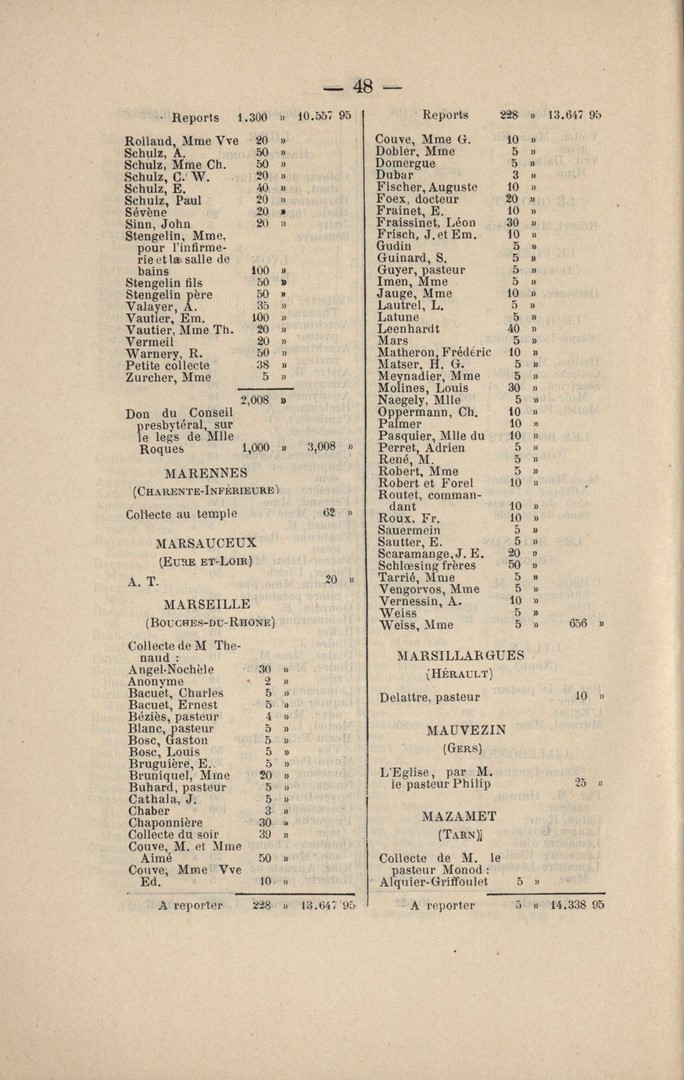 — 48 —
Reports 1.300 » 10.557 95
Rolland, Mme Vve 20 »
Schulz, A. 50 »
Schulz, Mme Ch. 50 »
Schulz, C. W. 20 »
Schulz, E. 40 »
Schulz, Paul 20 »
Sévène 20 »
Sinn, John 20 »
Stengelin, Mme,
pour l'infirme-
rie et la salle de
bains 100 »
Stengelin fils 50 »
Stengelin père 50 »
Valayer, A. 35 »
Vautier, Em. 100 »
Vautier, Mme Th. 20 »
Vermeil 20 »
Warnery, R. 50 »
Petite collecte 38 »
Zurcher, Mme 5 »
2,008 »
Don du Conseil
presbytéral, sur
le legs de Mlle
Roques 1,000 » 3,008 »
MARENNES
(CHARENTE-INFÉRIEURE)
Collecte au temple 62 »
MARSAUCEUX
(EURE ET-LOIR)
A. T. 20 »
MARSEILLE
(BOUCHES-DU-RHONE)
Collecte de M The-
naud :
Angel-Nochèle 30 »
Anonyme 2 »
Bacuet, Charles 5 »
Bacuet, Ernest 5 »
Béziès, pasteur 4 »
Blanc, pasteur 5 »
Bosc, Gaston 5 »
Bosc, Louis 5 »
Bruguière, E. 5 »
Bruniquel, Mme 20 »
Buhard, pasteur 5 »
Cathala, J. 5 »
Chaber 3 »
Chaponnière 30 »
Collecte du soir 39 »
Couve, M. et Mme
Aimé 50 »
Couve, Mme Vve
Ed. 10 »
A reporter 228 » 13.647 95
Reports 228 » 13.647 95
Couve, Mme G. 10 »
Dobler, Mme 5 »
Domergue 5 »
Dubar 3 »
Fischer, Auguste 10 »
Foex, docteur 20 »
Frainet, E. 10 »
Fraissinet, Léon 30 »
Frisch, J. et Em. 10 »
Gudin 5 »
Guinard, S. 5 »
Guyer, pasteur 5 »
Imen, Mme 5 »
Jauge, Mme 10 »
Lautrel, L. 5 »
Latune 5 »
Leenhardt 40 »
Mars 5 »
Matheron, Frédéric 10 »
Matser, H. G. 5 »
Meynadier, Mme 5 »
Molines, Louis 30 »
Naegely, Mlle 5 »
Oppermann, Ch. 10 »
Palmer 10 »
Pasquier, Mlle du 10 »
Perret, Adrien 5 »
René, M. 5 »
Robert, Mme 5 »
Robert et Forel 10 »
Routet, comman-
dant 10 »
Roux, Fr. 10 »
Sauermein 5 »
Sautter, E. 5 »
Scaramange, J. E. 20 »
Schlœsing frères 50 »
Tarrié, Mme 5 »
Vengorvos, Mme 5 »
Vernessin, A. 10 »
Weiss 5 »
Weiss, Mme 5 » 656 »
MARSILLARGUES
(HÉRAULT)
Delattre, pasteur 10 »
MAUVEZIN
(GERS)
L'Eglise, par M.
le pasteur Philip 25 »
MAZAMET
(TARN)
Collecte de M. le
pasteur Monod :
Alquier-Griffoulet 5 »
A reporter 5 » 14.338 95